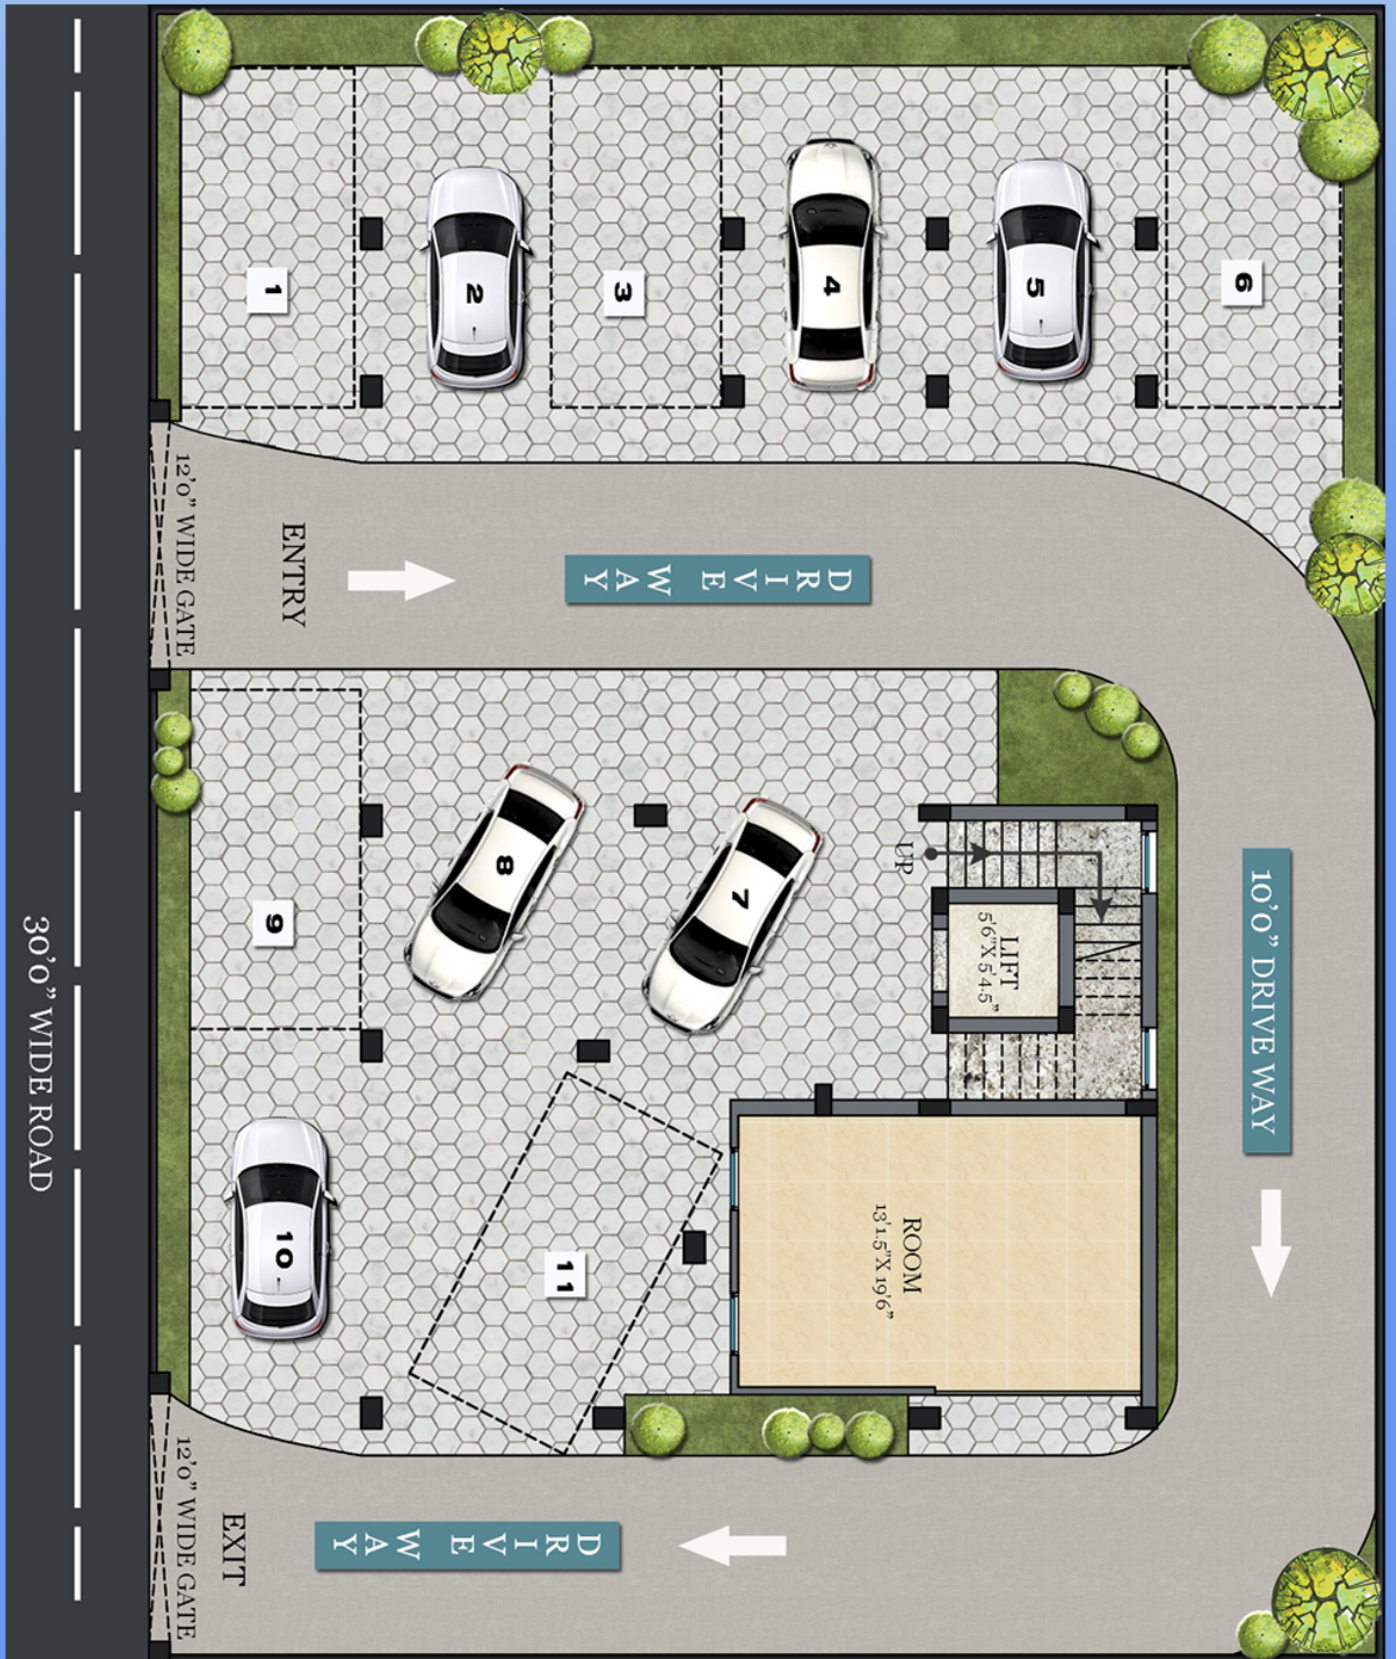 1
2
3
4
5
6
12'0" WIDE GATE
ENTRY
DRIVE WAY
7
8
9
10
11
UP
LIFT
5'6"X 5'4.5"
ROOM
13'1.5"X 19'6"
10'0" DRIVE WAY
30'0" WIDE ROAD
12'0" WIDE GATE
EXIT
DRIVE WAY